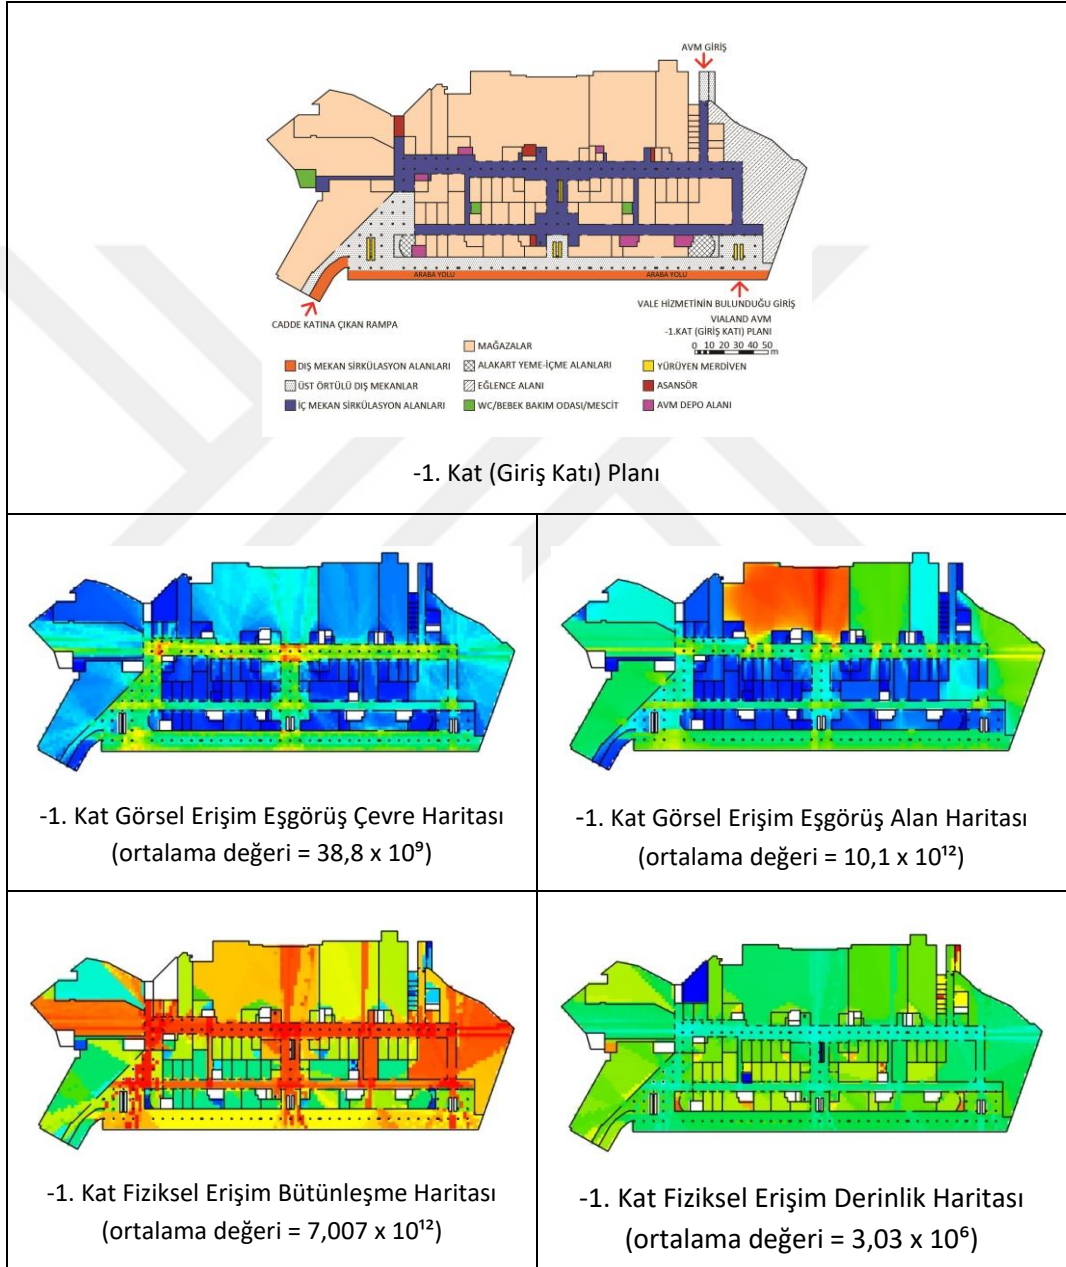 AVM GİRİŞ
ARABA YOLU ARABA YOLU
CADDE KATINA ÇIKAN RAMPA
VALE HİZMETİNİN BULUNDUĞU GİRİŞ
VIALAND AVM
-1.KAT (GİRİŞ KATI) PLANI
0 10 20 30 40 50
m
MAĞAZALAR
DIŞ MEKAN SİRKÜLASYON ALANLARI ALAKART YEME-İÇME ALANLARI YÜRÜYEN MERDİVEN
ÜST ÖRTÜLÜ DIŞ MEKANLAR EĞLENCE ALANI ASANSÖR
İÇ MEKAN SİRKÜLASYON ALANLARI WC/BEBEK BAKIM ODASI/MESCİT AVM DEPO ALANI
-1. Kat (Giriş Katı) Planı
-1. Kat Görsel Erişim Eşgörüş Çevre Haritası
(ortalama değeri = 38,8 x 10⁹)
-1. Kat Görsel Erişim Eşgörüş Alan Haritası
(ortalama değeri = 10,1 x 10¹²)
-1. Kat Fiziksel Erişim Bütünleşme Haritası
(ortalama değeri = 7,007 x 10¹²)
-1. Kat Fiziksel Erişim Derinlik Haritası
(ortalama değeri = 3,03 x 10⁶)